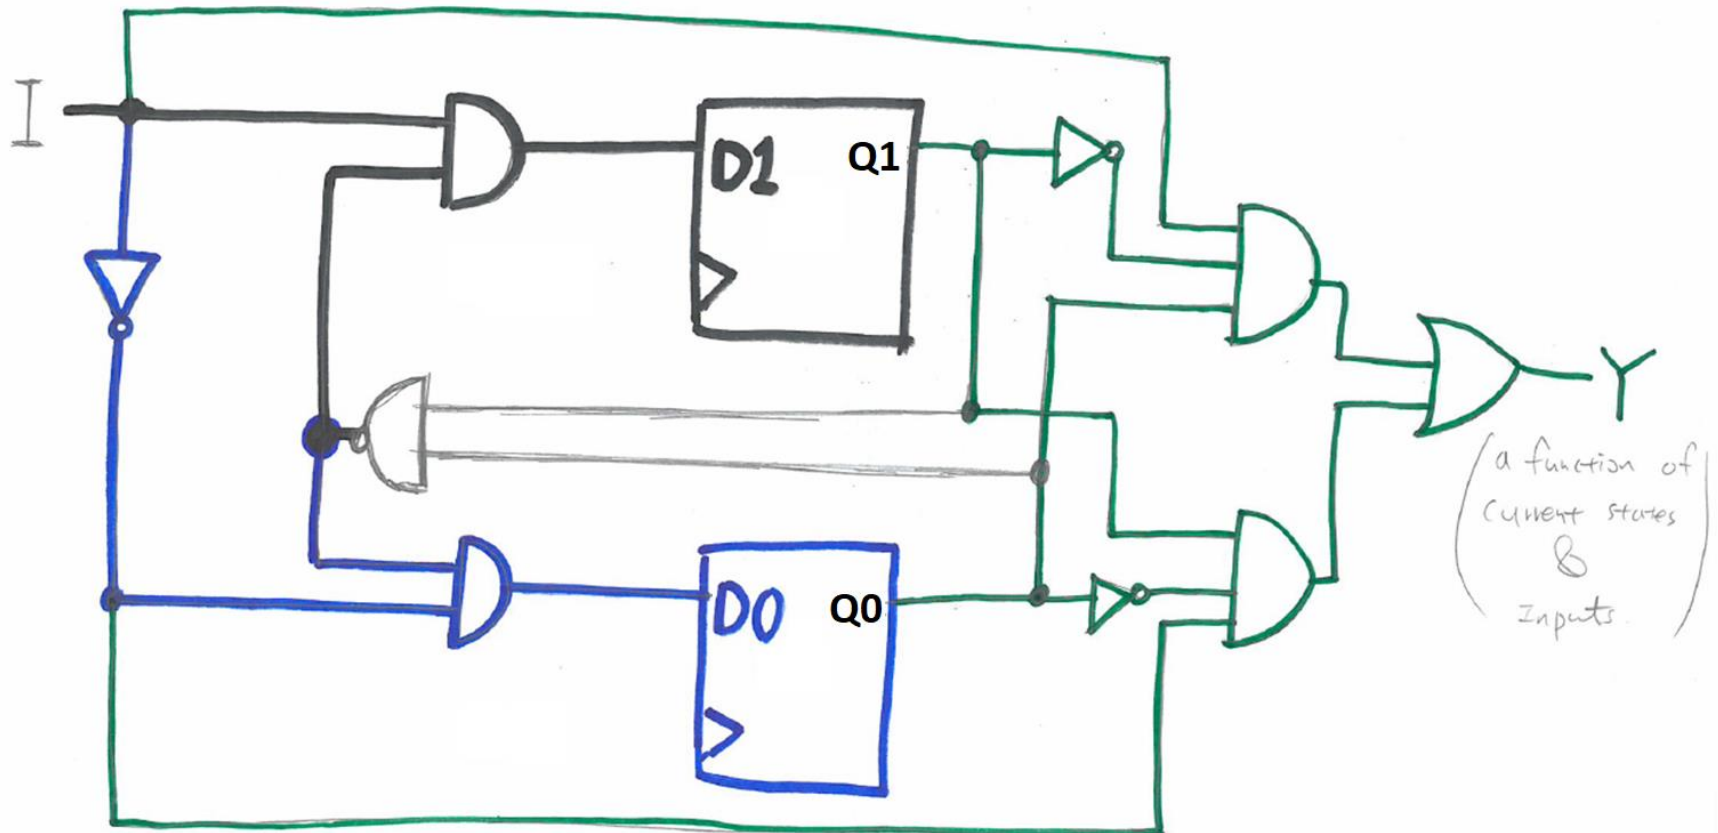 I
D1
Q1
Y
(a function of
current states
&
Inputs.)
D0
Q0